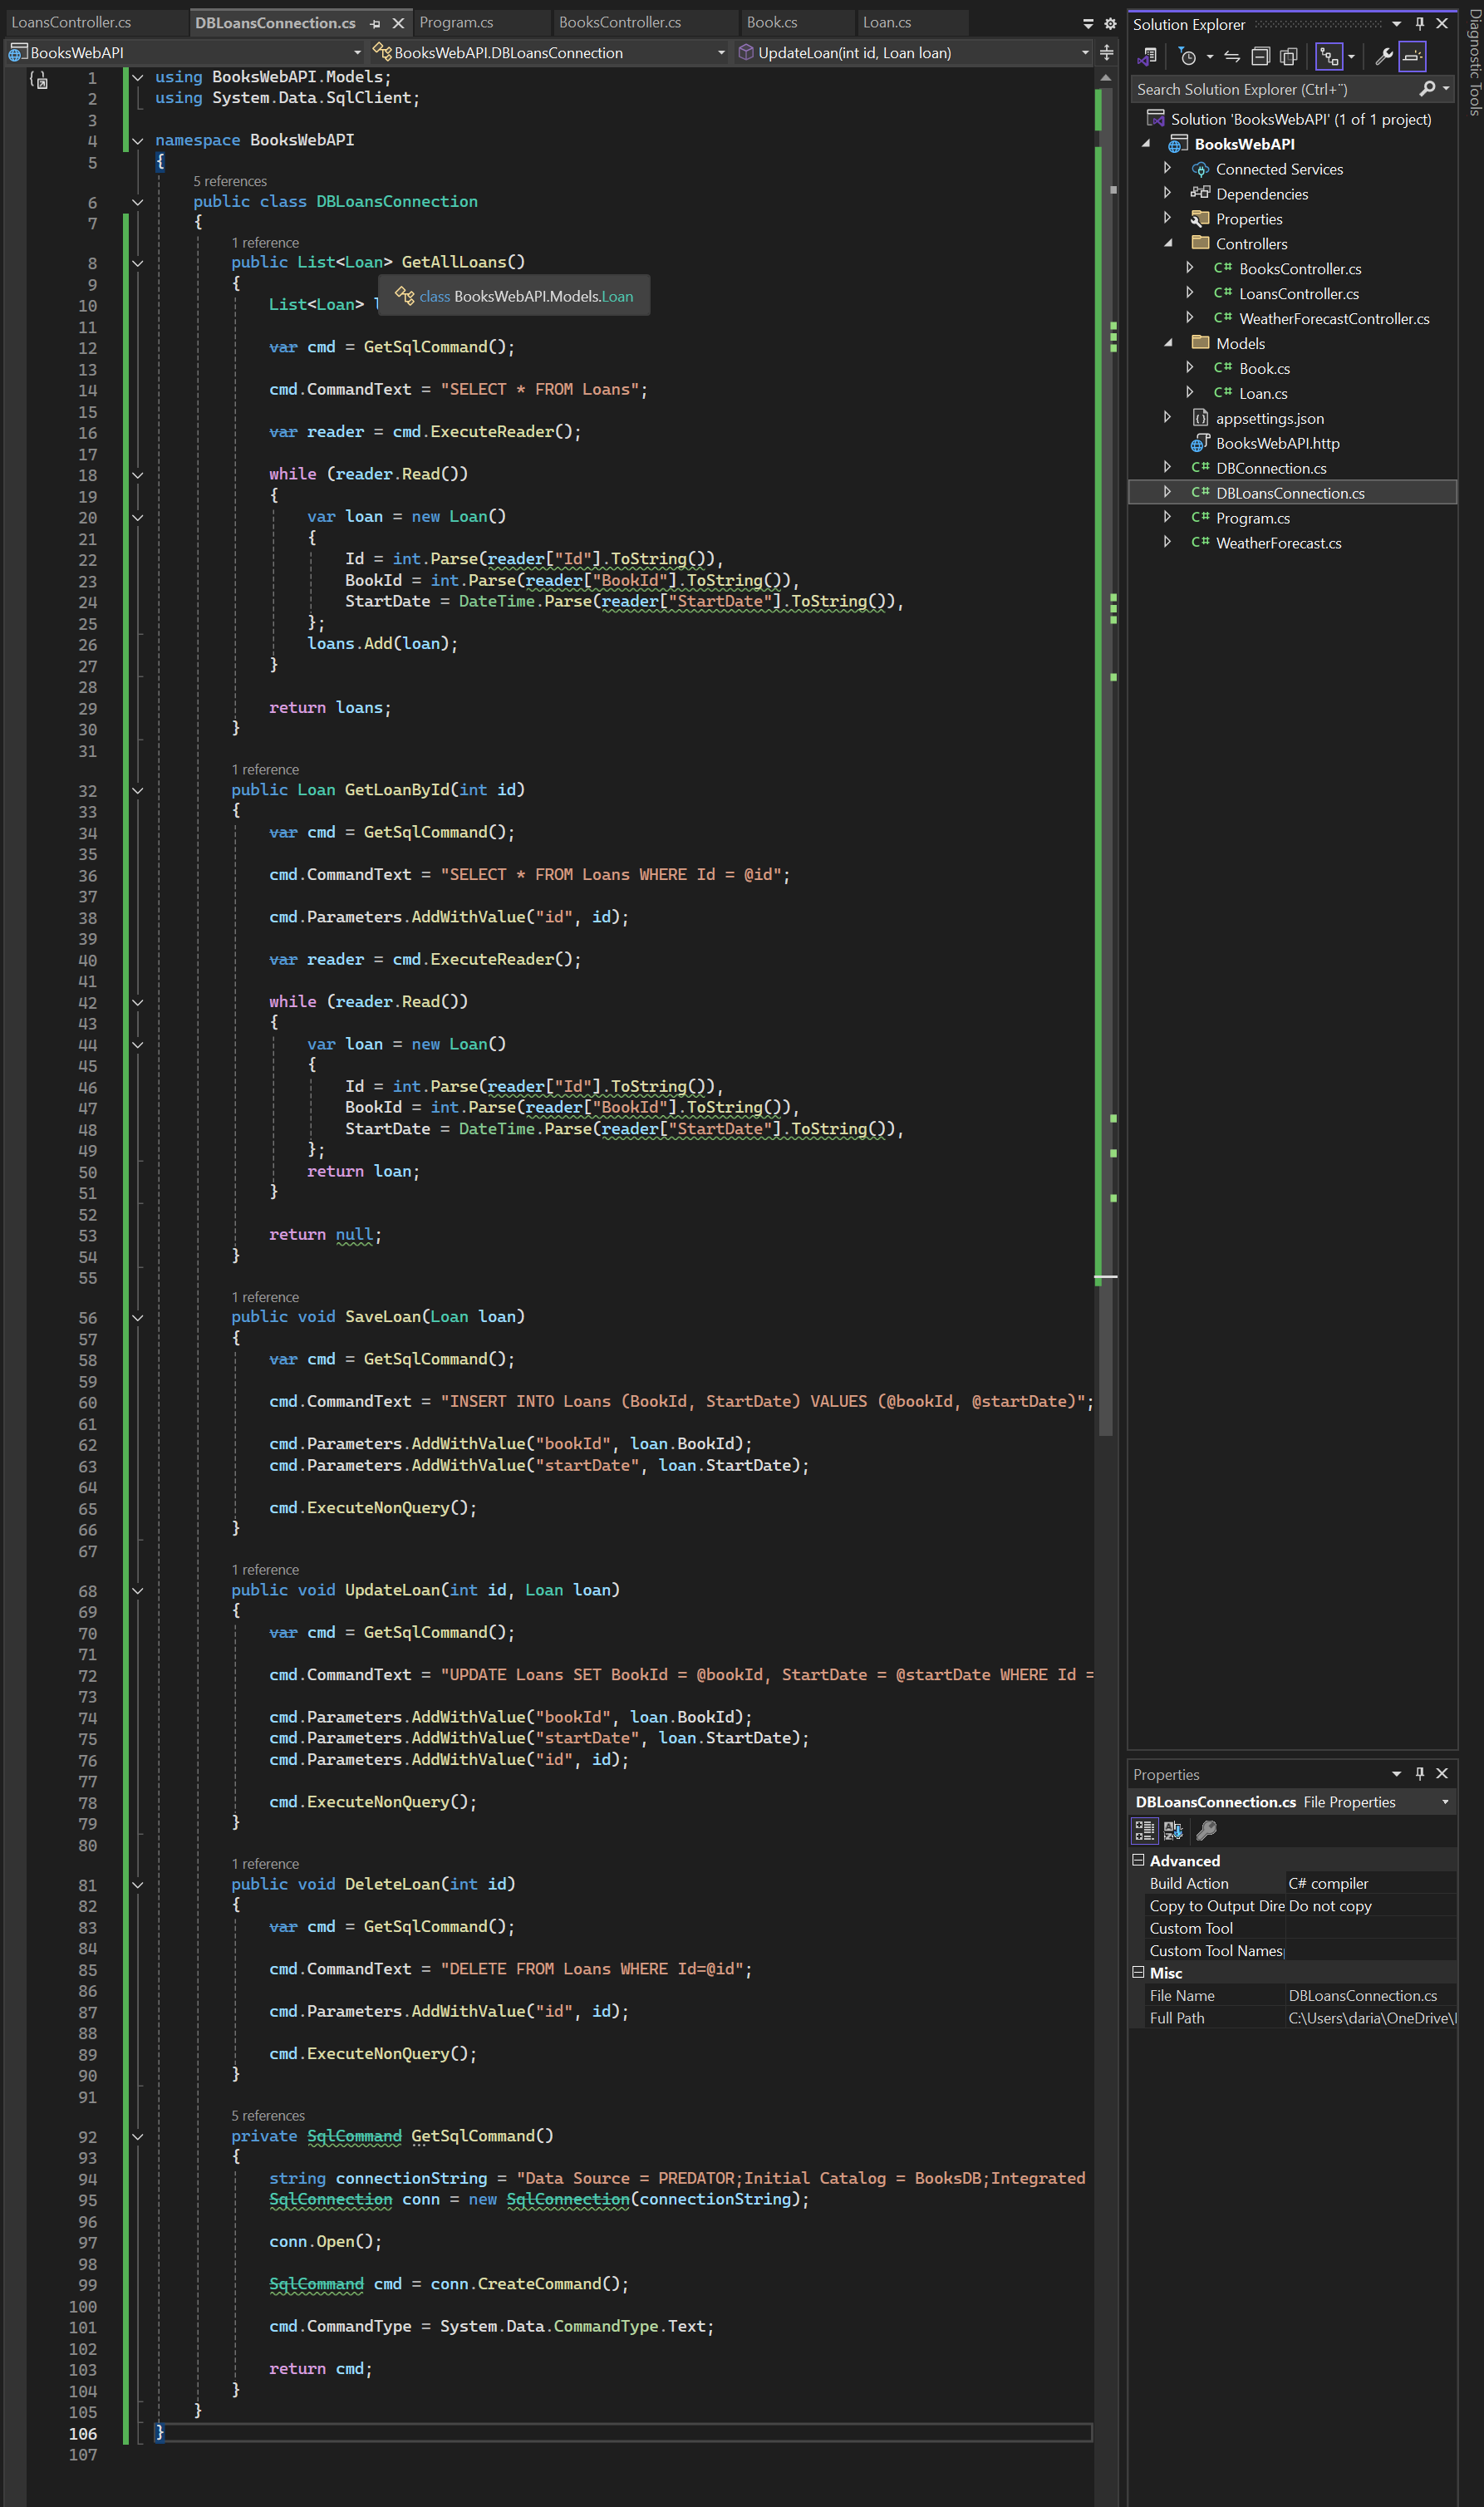 LoansController.cs
DBLoansConnection.cs
Program.cs
BooksController.cs
Book.cs
Loan.cs
BooksWebAPI
BooksWebAPI.DBLoansConnection
UpdateLoan(int id, Loan loan)
1 using BooksWebAPI.Models;
2 using System.Data.SqlClient;
3
4 namespace BooksWebAPI
5 {
5 references
6 public class DBLoansConnection
7 {
1 reference
8 public List<Loan> GetAllLoans()
9 {
class BooksWebAPI.Models.Loan
10 List<Loan> l
11
12 var cmd = GetSqlCommand();
13
14 cmd.CommandText = "SELECT * FROM Loans";
15
16 var reader = cmd.ExecuteReader();
17
18 while (reader.Read())
19 {
20 var loan = new Loan()
21 {
22 Id = int.Parse(reader["Id"].ToString()),
23 BookId = int.Parse(reader["BookId"].ToString()),
24 StartDate = DateTime.Parse(reader["StartDate"].ToString()),
25 };
26 loans.Add(loan);
27 }
28
29 return loans;
30 }
31
1 reference
32 public Loan GetLoanById(int id)
33 {
34 var cmd = GetSqlCommand();
35
36 cmd.CommandText = "SELECT * FROM Loans WHERE Id = @id";
37
38 cmd.Parameters.AddWithValue("id", id);
39
40 var reader = cmd.ExecuteReader();
41
42 while (reader.Read())
43 {
44 var loan = new Loan()
45 {
46 Id = int.Parse(reader["Id"].ToString()),
47 BookId = int.Parse(reader["BookId"].ToString()),
48 StartDate = DateTime.Parse(reader["StartDate"].ToString()),
49 };
50 return loan;
51 }
52
53 return null;
54 }
55
1 reference
56 public void SaveLoan(Loan loan)
57 {
58 var cmd = GetSqlCommand();
59
60 cmd.CommandText = "INSERT INTO Loans (BookId, StartDate) VALUES (@bookId, @startDate)";
61
62 cmd.Parameters.AddWithValue("bookId", loan.BookId);
63 cmd.Parameters.AddWithValue("startDate", loan.StartDate);
64
65 cmd.ExecuteNonQuery();
66 }
67
1 reference
68 public void UpdateLoan(int id, Loan loan)
69 {
70 var cmd = GetSqlCommand();
71
72 cmd.CommandText = "UPDATE Loans SET BookId = @bookId, StartDate = @startDate WHERE Id =
73
74 cmd.Parameters.AddWithValue("bookId", loan.BookId);
75 cmd.Parameters.AddWithValue("startDate", loan.StartDate);
76 cmd.Parameters.AddWithValue("id", id);
77
78 cmd.ExecuteNonQuery();
79 }
80
1 reference
81 public void DeleteLoan(int id)
82 {
83 var cmd = GetSqlCommand();
84
85 cmd.CommandText = "DELETE FROM Loans WHERE Id=@id";
86
87 cmd.Parameters.AddWithValue("id", id);
88
89 cmd.ExecuteNonQuery();
90 }
91
5 references
92 private SqlCommand GetSqlCommand()
93 {
94 string connectionString = "Data Source = PREDATOR;Initial Catalog = BooksDB;Integrated
95 SqlConnection conn = new SqlConnection(connectionString);
96
97 conn.Open();
98
99 SqlCommand cmd = conn.CreateCommand();
100
101 cmd.CommandType = System.Data.CommandType.Text;
102
103 return cmd;
104 }
105 }
106 }
107
Solution Explorer
Search Solution Explorer (Ctrl+¨)
Solution 'BooksWebAPI' (1 of 1 project)
BooksWebAPI
Connected Services
Dependencies
Properties
Controllers
C# BooksController.cs
C# LoansController.cs
C# WeatherForecastController.cs
Models
C# Book.cs
C# Loan.cs
appsettings.json
BooksWebAPI.http
C# DBConnection.cs
C# DBLoansConnection.cs
C# Program.cs
C# WeatherForecast.cs
Properties
DBLoansConnection.cs File Properties
Advanced
Build Action C# compiler
Copy to Output Dire Do not copy
Custom Tool
Custom Tool Names
Misc
File Name DBLoansConnection.cs
Full Path C:\Users\daria\OneDrive\
Diagnostic Tools